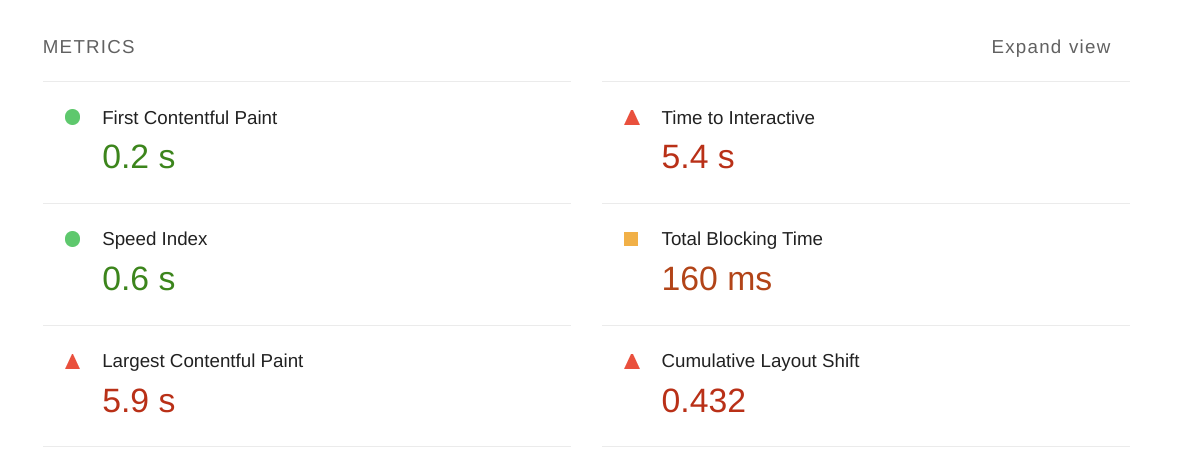 METRICS
Expand view
First Contentful Paint
0.2 s
Time to Interactive
5.4 s
Speed Index
0.6 s
Total Blocking Time
160 ms
Largest Contentful Paint
5.9 s
Cumulative Layout Shift
0.432